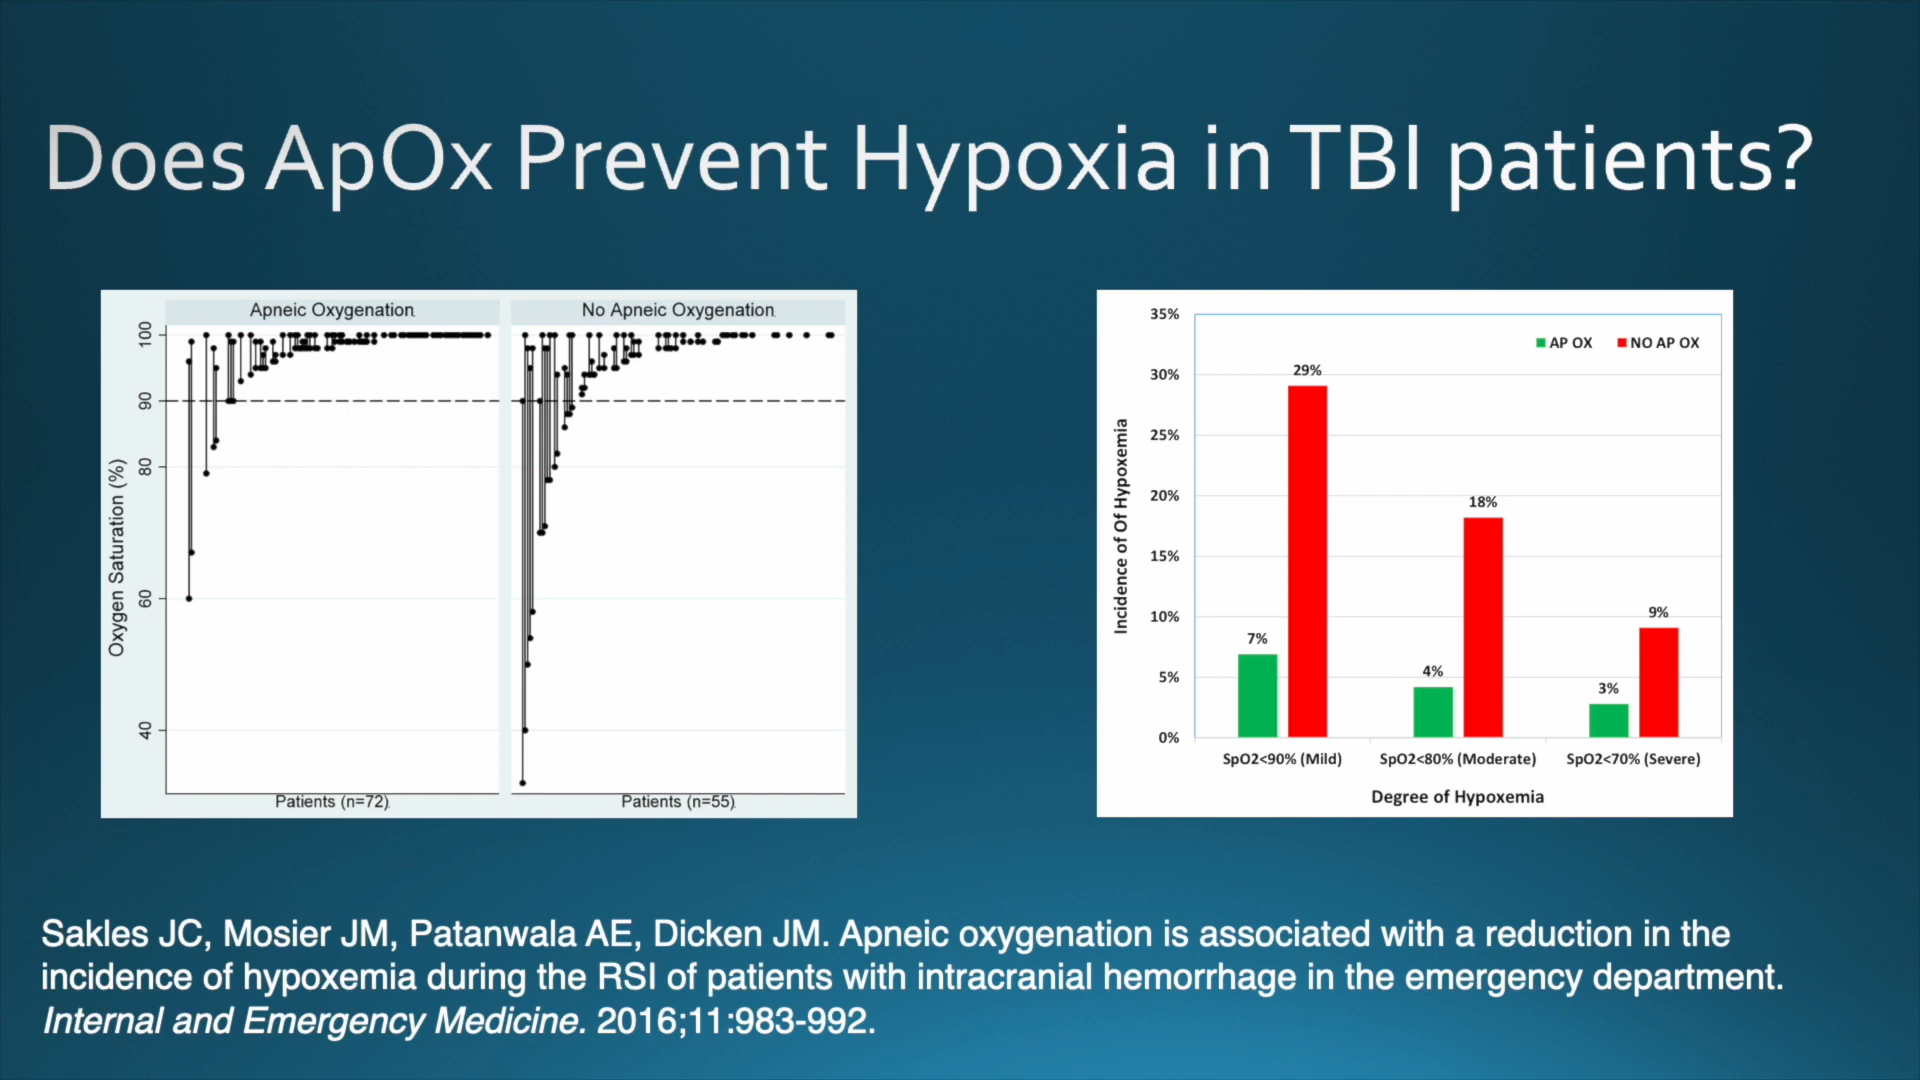 Does ApOx Prevent Hypoxia in TBI patients?
Apneic Oxygenation
No Apneic Oxygenation
Oxygen Saturation (%)
100
90
80
60
40
Patients (n=72)
Patients (n=55)
35%
30%
25%
20%
15%
10%
5%
0%
Incidence of Of Hypoxemia
AP OX
NO AP OX
7%
29%
4%
18%
3%
9%
SpO2<90% (Mild)
SpO2<80% (Moderate)
SpO2<70% (Severe)
Degree of Hypoxemia
Sakles JC, Mosier JM, Patanwala AE, Dicken JM. Apneic oxygenation is associated with a reduction in the
incidence of hypoxemia during the RSI of patients with intracranial hemorrhage in the emergency department.
Internal and Emergency Medicine. 2016;11:983-992.